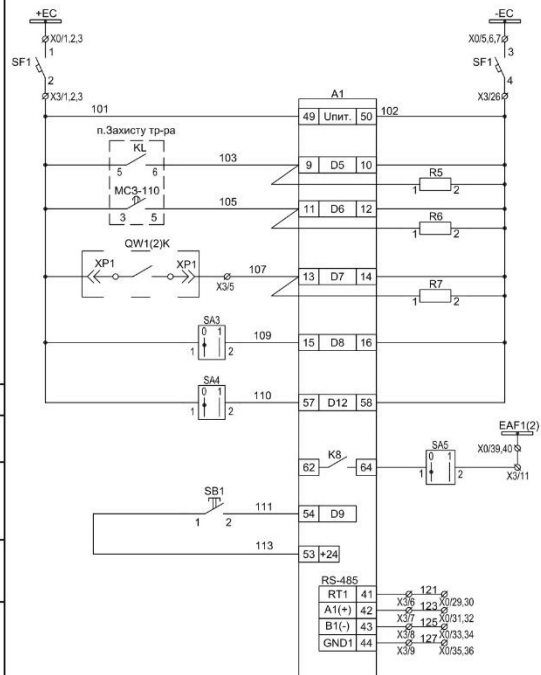 +EC -EC
X0/1,2,3 X0/5,6,7
1 3
SF1 SF1
2 4
X3/1,2,3 X3/26
101 A1
49 Uпит. 50 102
п.Захисту тр-ра
KL 103
5 6 9 D5 10
R5
1 2
МСЗ-110 105
3 5 11 D6 12
R6
1 2
QW1(2)K
XP1 XP1 107
X3/5 13 D7 14
R7
1 2
SA3
0 1 109
1 2 15 D8 16
SA4
0 1 110
1 2 57 D12 58
EAF1(2)
K8 SA5 X0/39,40
62 64 0 1
1 2 X3/11
SB1 111
1 2 54 D9
113 53 +24
RS-485
RT1 41 121
X3/6 X0/29,30
A1(+) 42 123
X3/7 X0/31,32
B1(-) 43 125
X3/8 X0/33,34
GND1 44 127
X3/9 X0/35,36